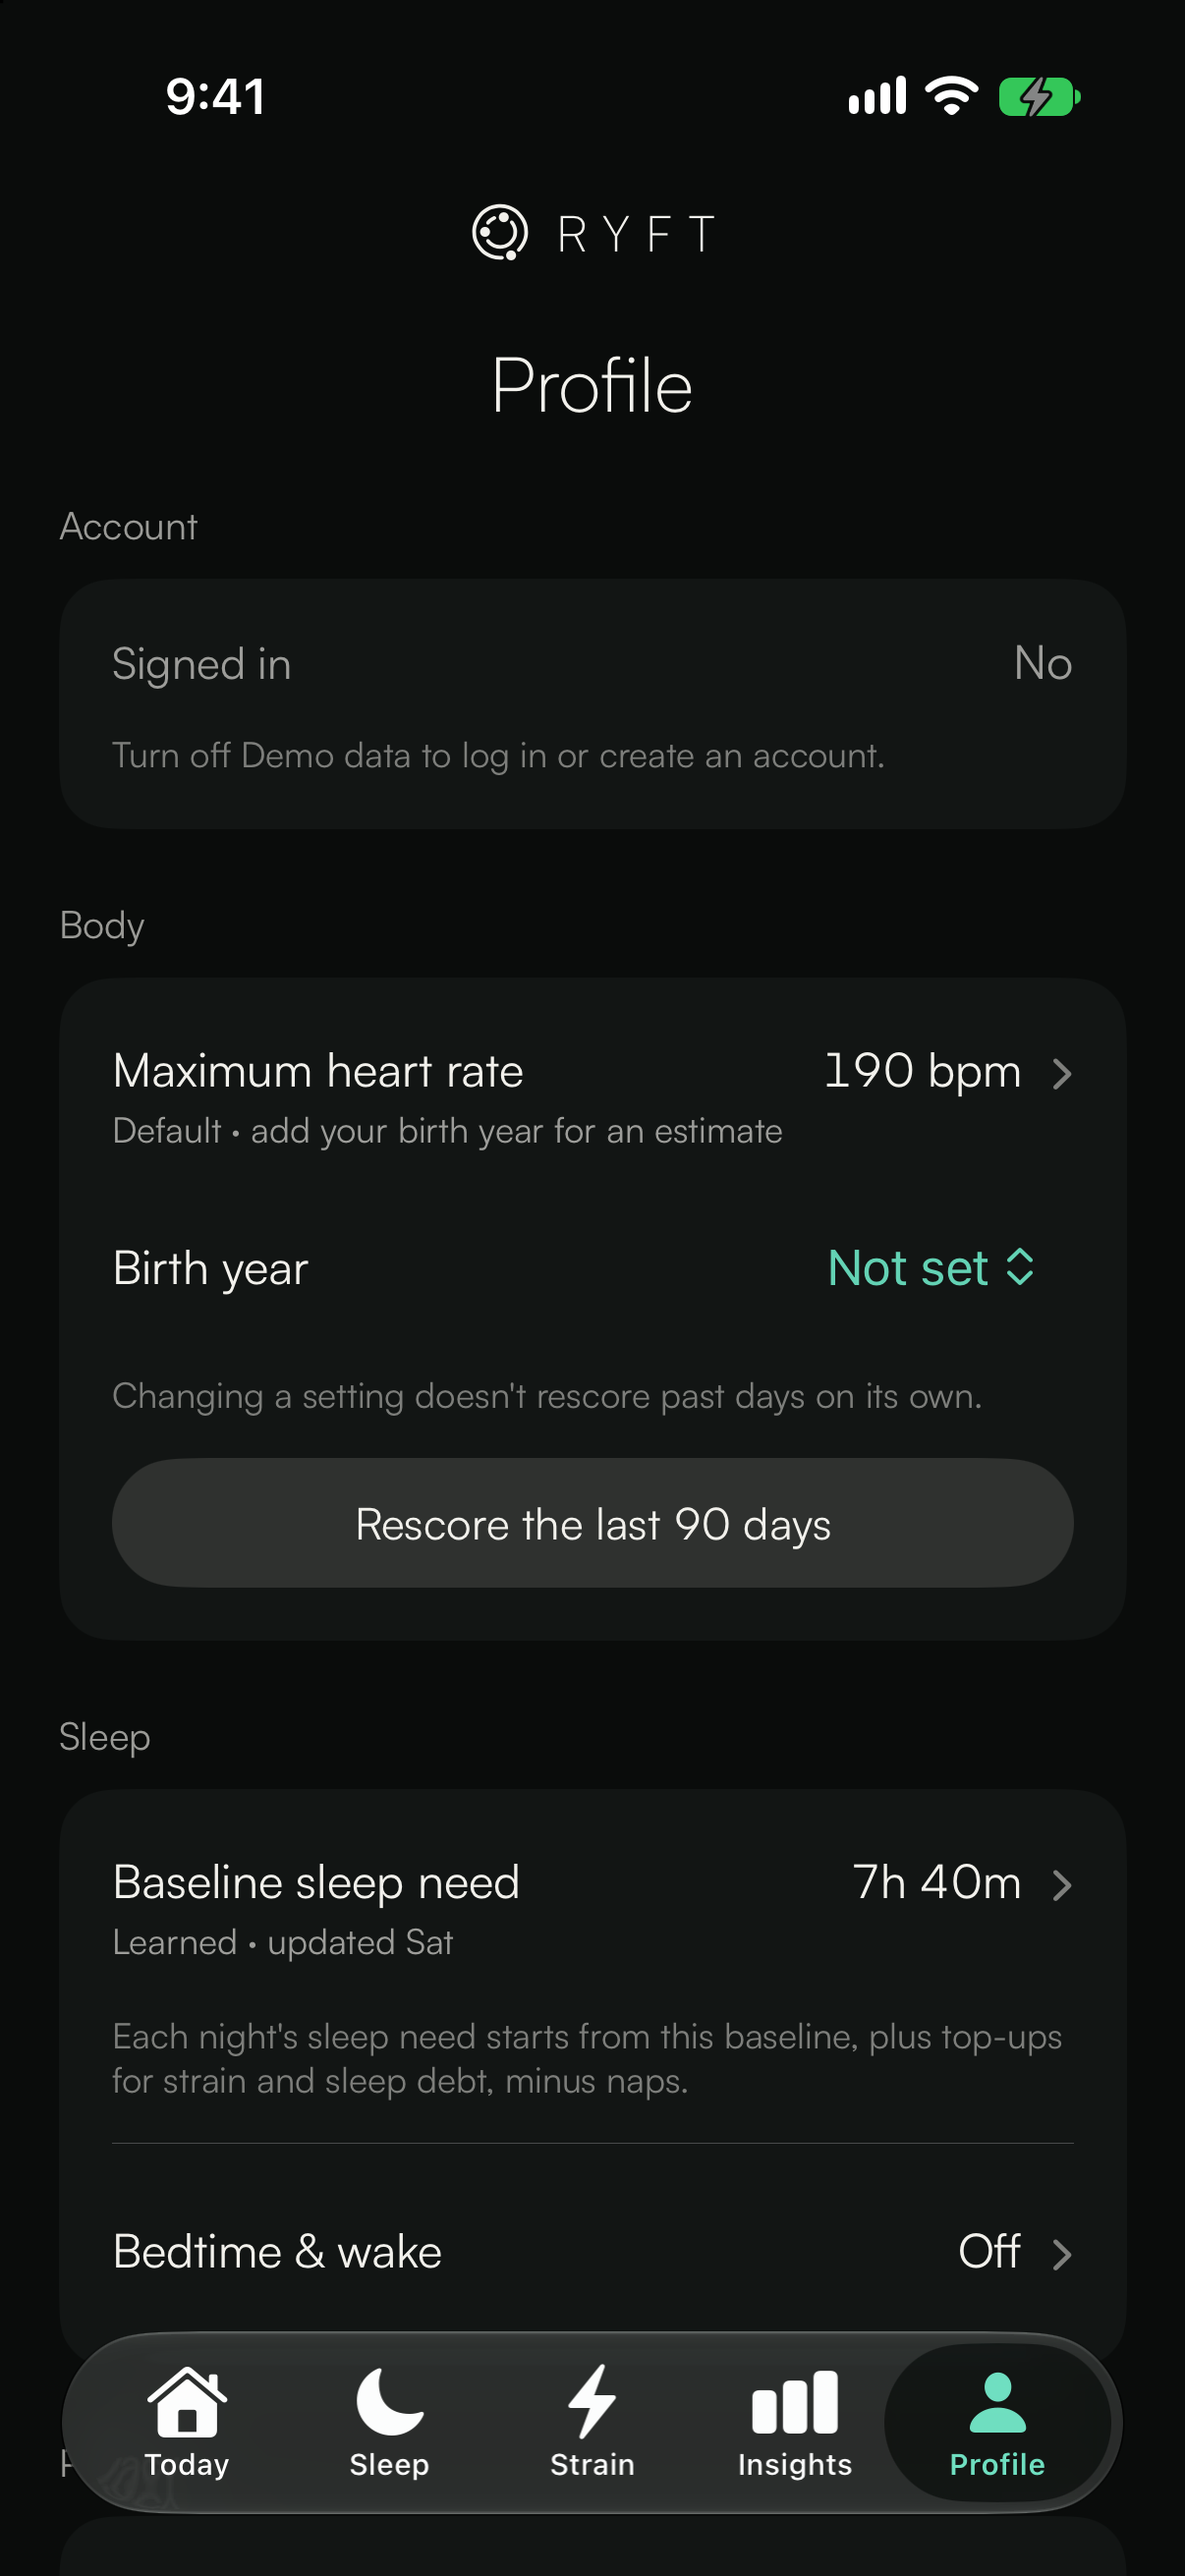 9:41
RYFT
Profile
Account
Signed in No
Turn off Demo data to log in or create an account.
Body
Maximum heart rate 190 bpm
Default · add your birth year for an estimate
Birth year Not set
Changing a setting doesn't rescore past days on its own.
Rescore the last 90 days
Sleep
Baseline sleep need 7h 40m
Learned · updated Sat
Each night's sleep need starts from this baseline, plus top-ups
for strain and sleep debt, minus naps.
Bedtime & wake Off
Today Sleep Strain Insights Profile